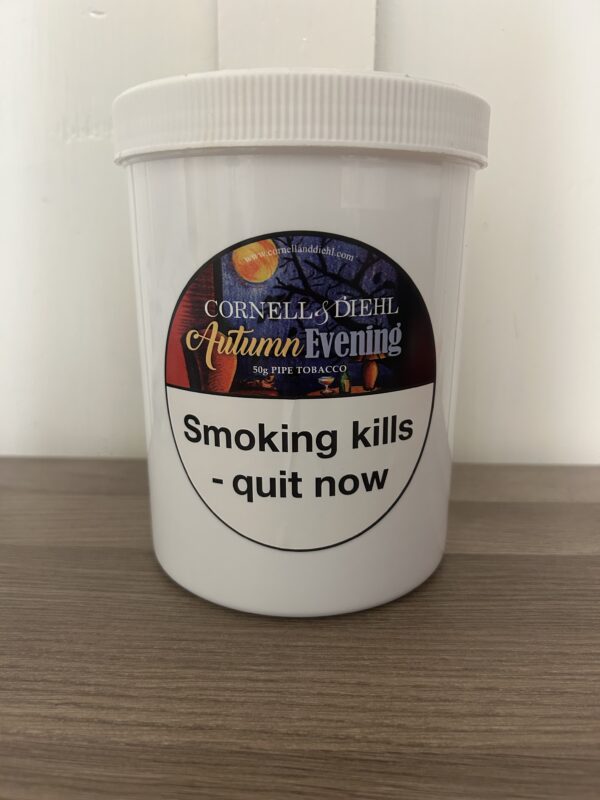 www.cornellanddiehl.com
CORNELL & DIEHL
Autumn Evening
50g PIPE TOBACCO
Smoking kills
- quit now